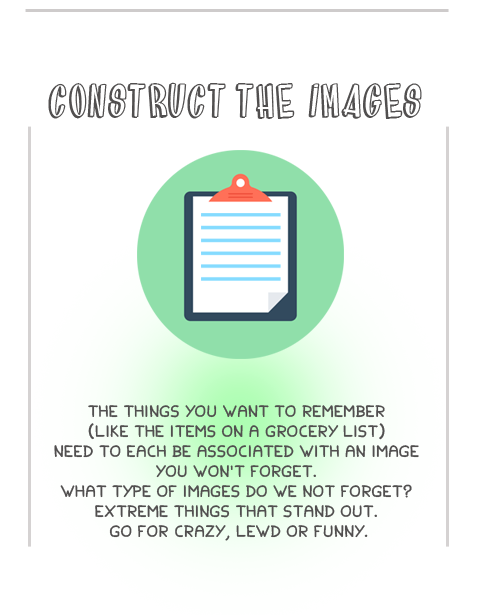 CONSTRUCT THE IMAGES
THE THINGS YOU WANT TO REMEMBER
(LIKE THE ITEMS ON A GROCERY LIST)
NEED TO EACH BE ASSOCIATED WITH AN IMAGE
YOU WON'T FORGET.
WHAT TYPE OF IMAGES DO WE NOT FORGET?
EXTREME THINGS THAT STAND OUT.
GO FOR CRAZY, LEWD OR FUNNY.